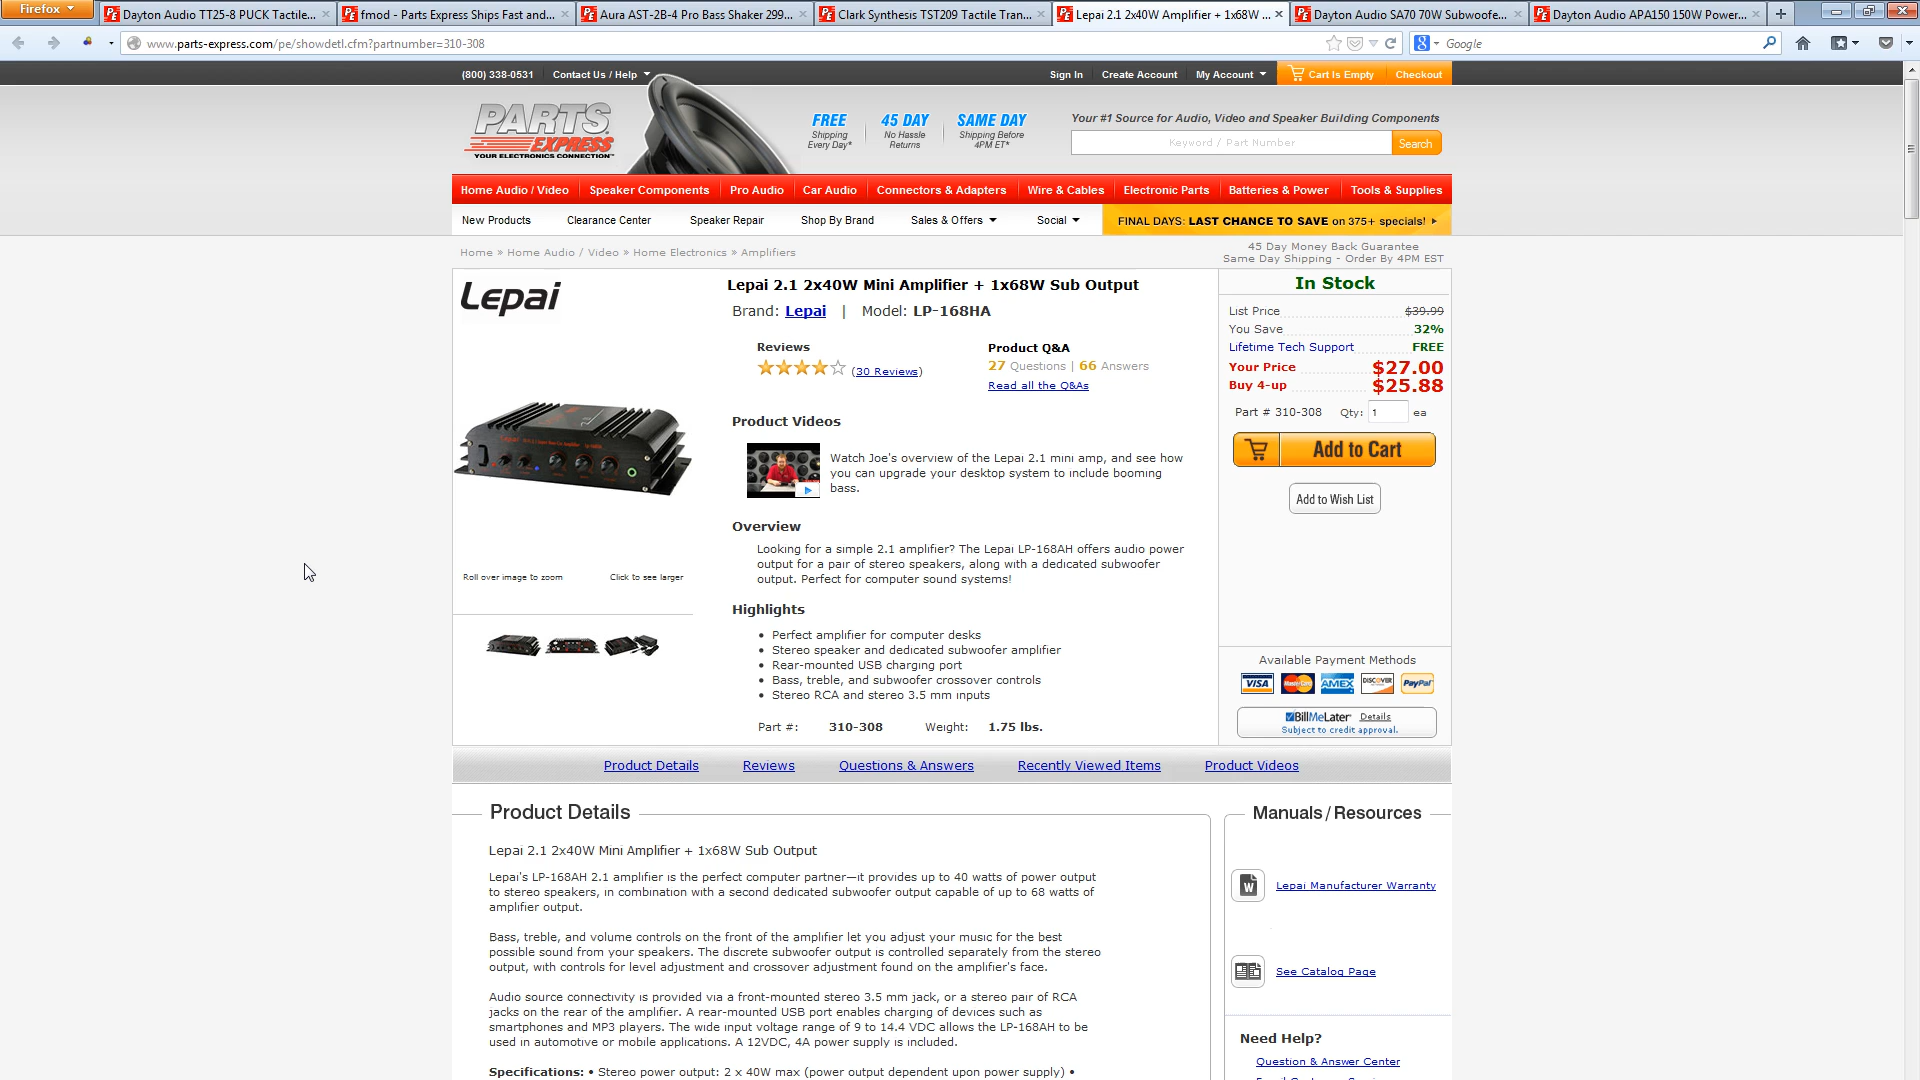 Firefox
Dayton Audio TT25-8 PUCK Tactile...
fmod - Parts Express Ships Fast and...
Aura AST-2B-4 Pro Bass Shaker 299...
Clark Synthesis TST209 Tactile Tran...
Lepai 2.1 2x40W Amplifier + 1x68W ...
Dayton Audio SA70 70W Subwoofe...
Dayton Audio APA150 150W Power...
www.parts-express.com/pe/showdetl.cfm?partnumber=310-308
Google
(800) 338-0531 Contact Us / Help
Sign In Create Account My Account Cart Is Empty Checkout
PARTS EXPRESS
YOUR ELECTRONICS CONNECTION
FREE Shipping Every Day*
45 DAY No Hassle Returns
SAME DAY Shipping Before 4PM ET*
Your #1 Source for Audio, Video and Speaker Building Components
Keyword / Part Number Search
Home Audio / Video Speaker Components Pro Audio Car Audio Connectors & Adapters Wire & Cables Electronic Parts Batteries & Power Tools & Supplies
New Products Clearance Center Speaker Repair Shop By Brand Sales & Offers Social FINAL DAYS: LAST CHANCE TO SAVE on 375+ specials!
Home » Home Audio / Video » Home Electronics » Amplifiers
45 Day Money Back Guarantee
Same Day Shipping - Order By 4PM EST
Lepai
Lepai 2.1 2x40W Mini Amplifier + 1x68W Sub Output
Brand: Lepai | Model: LP-168HA
Reviews
(30 Reviews)
Product Q&A
27 Questions | 66 Answers
Read all the Q&As
Product Videos
Watch Joe's overview of the Lepai 2.1 mini amp, and see how
you can upgrade your desktop system to include booming
bass.
Overview
Looking for a simple 2.1 amplifier? The Lepai LP-168AH offers audio power
output for a pair of stereo speakers, along with a dedicated subwoofer
output. Perfect for computer sound systems!
Highlights
• Perfect amplifier for computer desks
• Stereo speaker and dedicated subwoofer amplifier
• Rear-mounted USB charging port
• Bass, treble, and subwoofer crossover controls
• Stereo RCA and stereo 3.5 mm inputs
Part #: 310-308 Weight: 1.75 lbs.
Roll over image to zoom Click to see larger
In Stock
List Price $39.99
You Save 32%
Lifetime Tech Support FREE
Your Price $27.00
Buy 4-up $25.88
Part # 310-308 Qty: 1 ea
Add to Cart
Add to Wish List
Available Payment Methods
VISA MasterCard AMEX DISCOVER PayPal
BillMeLater Details
Subject to credit approval.
Product Details Reviews Questions & Answers Recently Viewed Items Product Videos
Product Details
Lepai 2.1 2x40W Mini Amplifier + 1x68W Sub Output
Lepai's LP-168AH 2.1 amplifier is the perfect computer partner—it provides up to 40 watts of power output
to stereo speakers, in combination with a second dedicated subwoofer output capable of up to 68 watts of
amplifier output.
Bass, treble, and volume controls on the front of the amplifier let you adjust your music for the best
possible sound from your speakers. The discrete subwoofer output is controlled separately from the stereo
output, with controls for level adjustment and crossover adjustment found on the amplifier's face.
Audio source connectivity is provided via a front-mounted stereo 3.5 mm jack, or a stereo pair of RCA
jacks on the rear of the amplifier. A rear-mounted USB port enables charging of devices such as
smartphones and MP3 players. The wide input voltage range of 9 to 14.4 VDC allows the LP-168AH to be
used in automotive or mobile applications. A 12VDC, 4A power supply is included.
Specifications: • Stereo power output: 2 x 40W max (power output dependent upon power supply) •
Manuals/Resources
W
Lepai Manufacturer Warranty
See Catalog Page
Need Help?
Question & Answer Center